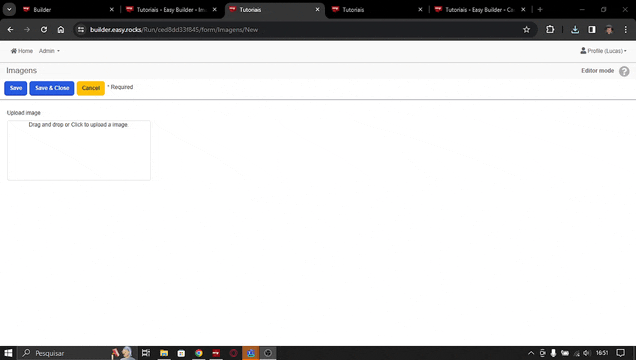 Builder
Tutoriais - Easy Builder - Im
Tutoriais
Tutoriais
Tutoriais - Easy Builder - Co
builder.easy.rocks/Run/ced8dd33f845/form/Imagens/New
Home
Admin
Profile (Lucas)
Imagens
Editor mode
?
Save
Save & Close
Cancel
* Required
Upload image
Drag and drop or Click to upload a image
Pesquisar
16:51